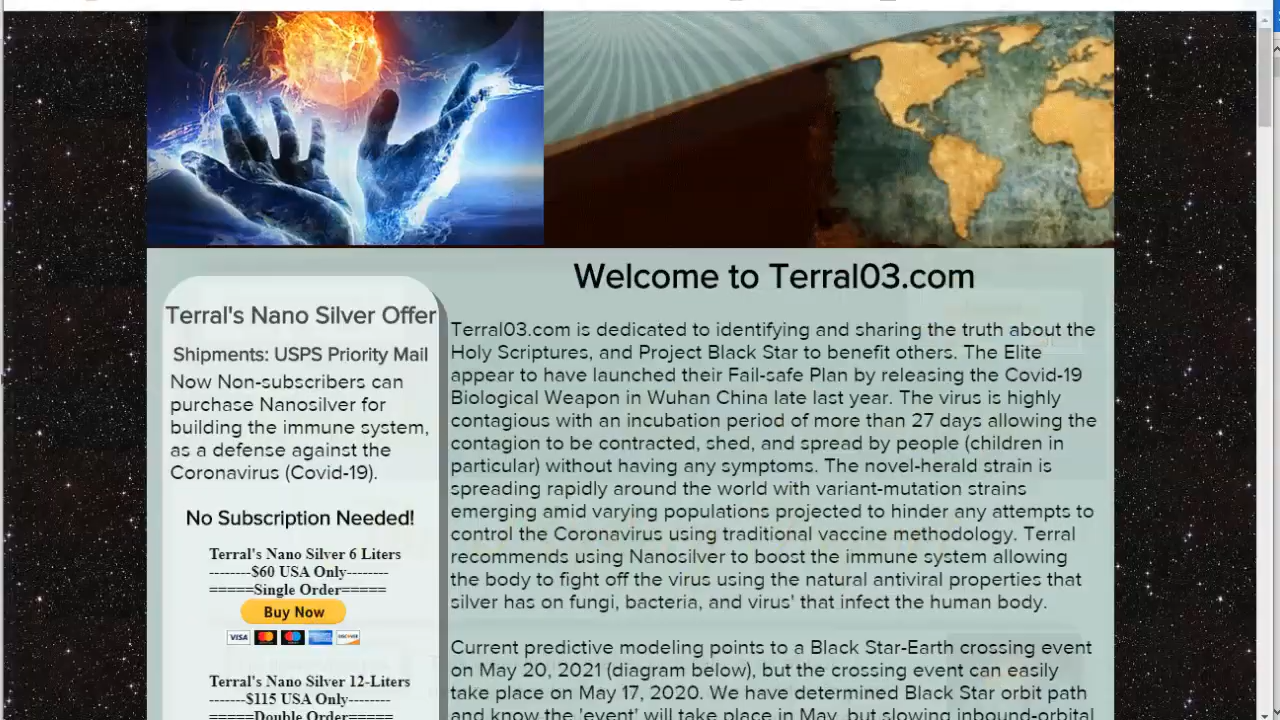 Welcome to Terral03.com
Terral's Nano Silver Offer
Shipments: USPS Priority Mail
Now Non-subscribers can
purchase Nanosilver for
building the immune system,
as a defense against the
Coronavirus (Covid-19).
No Subscription Needed!
Terral's Nano Silver 6 Liters
-------$60 USA Only-------
=====Single Order=====
Buy Now
VISA
DISCOVER
Terral's Nano Silver 12-Liters
------$115 USA Only-------
=====Double Order=====
Terral03.com is dedicated to identifying and sharing the truth about the
Holy Scriptures, and Project Black Star to benefit others. The Elite
appear to have launched their Fail-safe Plan by releasing the Covid-19
Biological Weapon in Wuhan China late last year. The virus is highly
contagious with an incubation period of more than 27 days allowing the
contagion to be contracted, shed, and spread by people (children in
particular) without having any symptoms. The novel-herald strain is
spreading rapidly around the world with variant-mutation strains
emerging amid varying populations projected to hinder any attempts to
control the Coronavirus using traditional vaccine methodology. Terral
recommends using Nanosilver to boost the immune system allowing
the body to fight off the virus using the natural antiviral properties that
silver has on fungi, bacteria, and virus' that infect the human body.
Current predictive modeling points to a Black Star-Earth crossing event
on May 20, 2021 (diagram below), but the crossing event can easily
take place on May 17, 2020. We have determined Black Star orbit path
and know the 'event' will take place in May, but slowing inbound-orbital